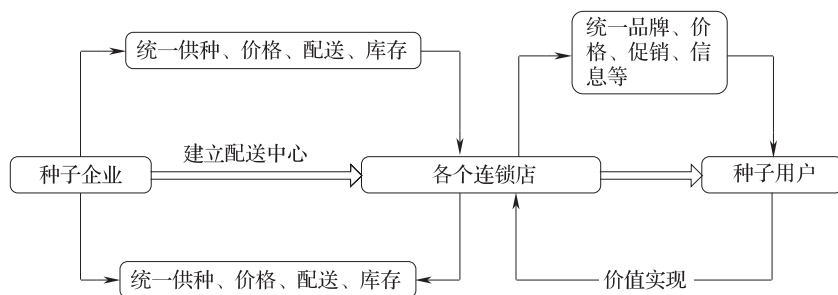 统一供种、价格、配送、库存
统一品牌、价
格、促销、信
息等
种子企业
建立配送中心
各个连锁店
种子用户
统一供种、价格、配送、库存
价值实现